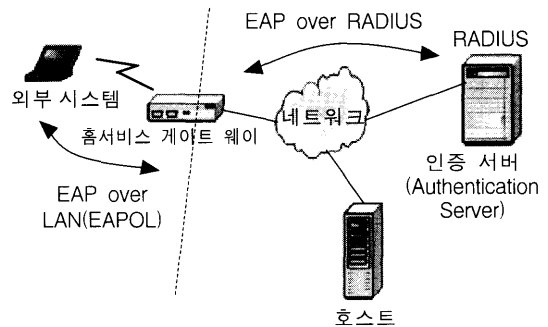 EAP over RADIUS
RADIUS
외부 시스템
홈서비스 게이트 웨이
네트워크
인증 서버
(Authentication
Server)
EAP over
LAN(EAPOL)
호스트